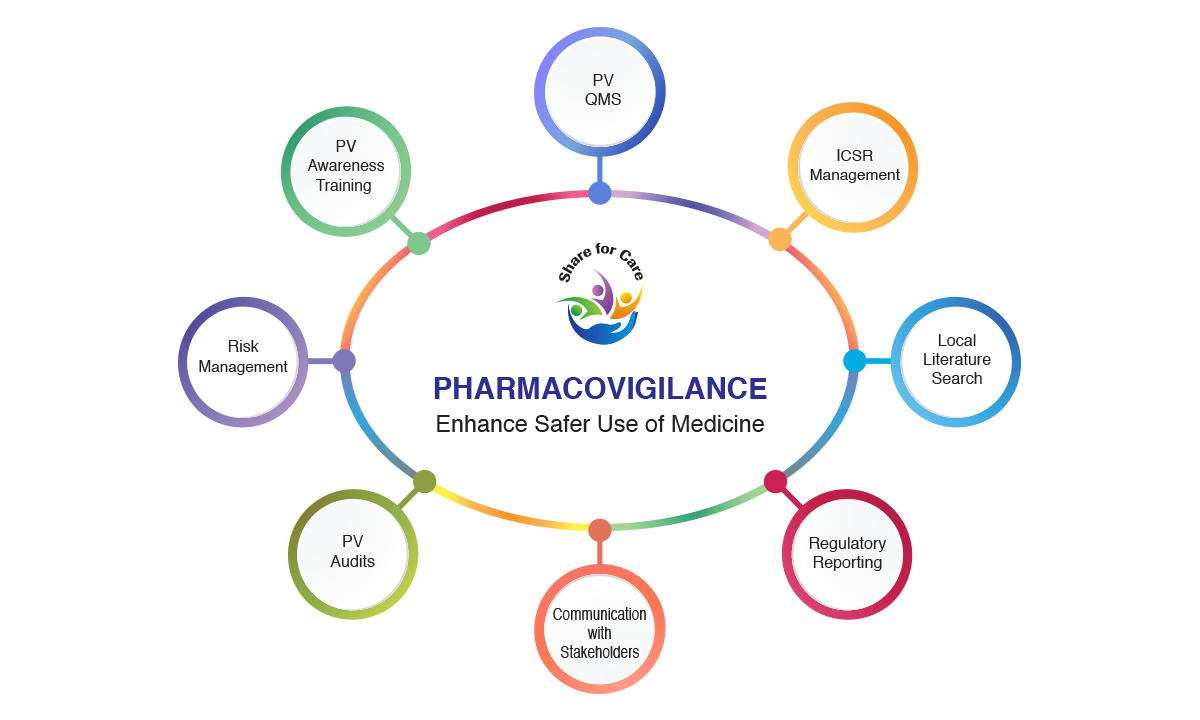 PV
QMS
ICSR
Management
Local
Literature
Search
Regulatory
Reporting
Communication
with
Stakeholders
PV
Audits
Risk
Management
PV
Awareness
Training
Share for Care
PHARMACOVIGILANCE
Enhance Safer Use of Medicine